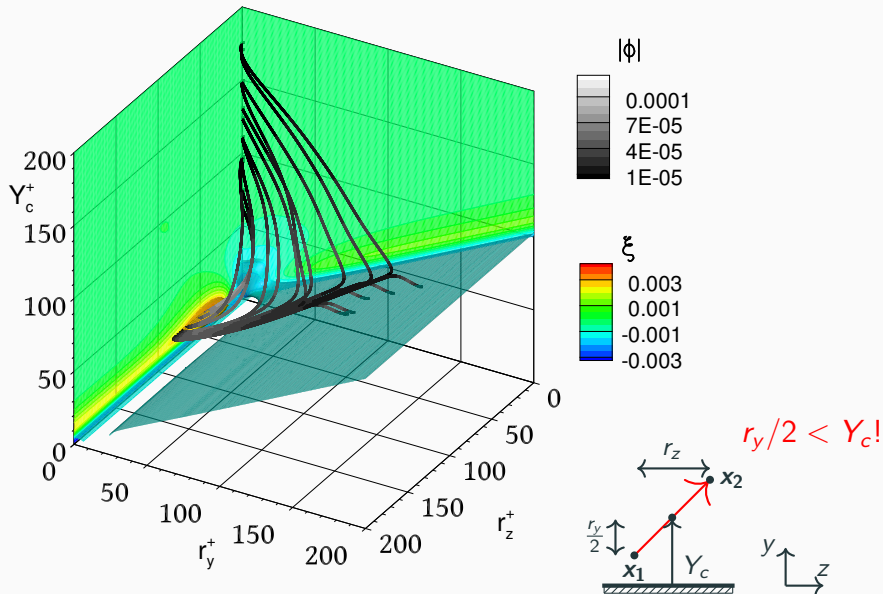 |ϕ|
0.0001
7E-05
4E-05
1E-05
ξ
0.003
0.001
-0.001
-0.003
200
Y_c^+
150
100
50
0
0
50
100
150
200
r_y^+
0
50
100
150
200
r_z^+
r_y/2 < Y_c!
r_z
x_2
r_y/2
x_1
Y_c
y
z